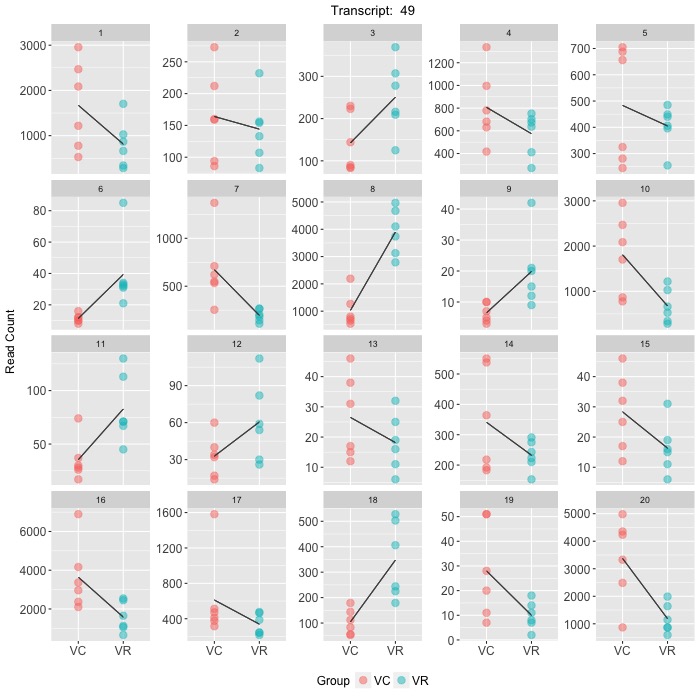 Transcript: 49
Read Count
1 2 3 4 5
3000 1000
250 200 150 100
300 200 100
1200 1000 800 600 400
700 600 500 400 300
6 7 8 9 10
80 60 40 20
1000 500
5000 4000 3000 2000 1000
40 30 20 10
3000 2000 1000
11 12 13 14 15
100 50
90 60 30
40 30 20 10
500 400 300 200
40 30 20 10
16 17 18 19 20
6000 4000 2000
1600 1200 800 400
500 400 300 200 100
50 40 30 20 10 0
5000 4000 3000 2000 1000
VC VR VC VR VC VR VC VR VC VR
Group VC VR